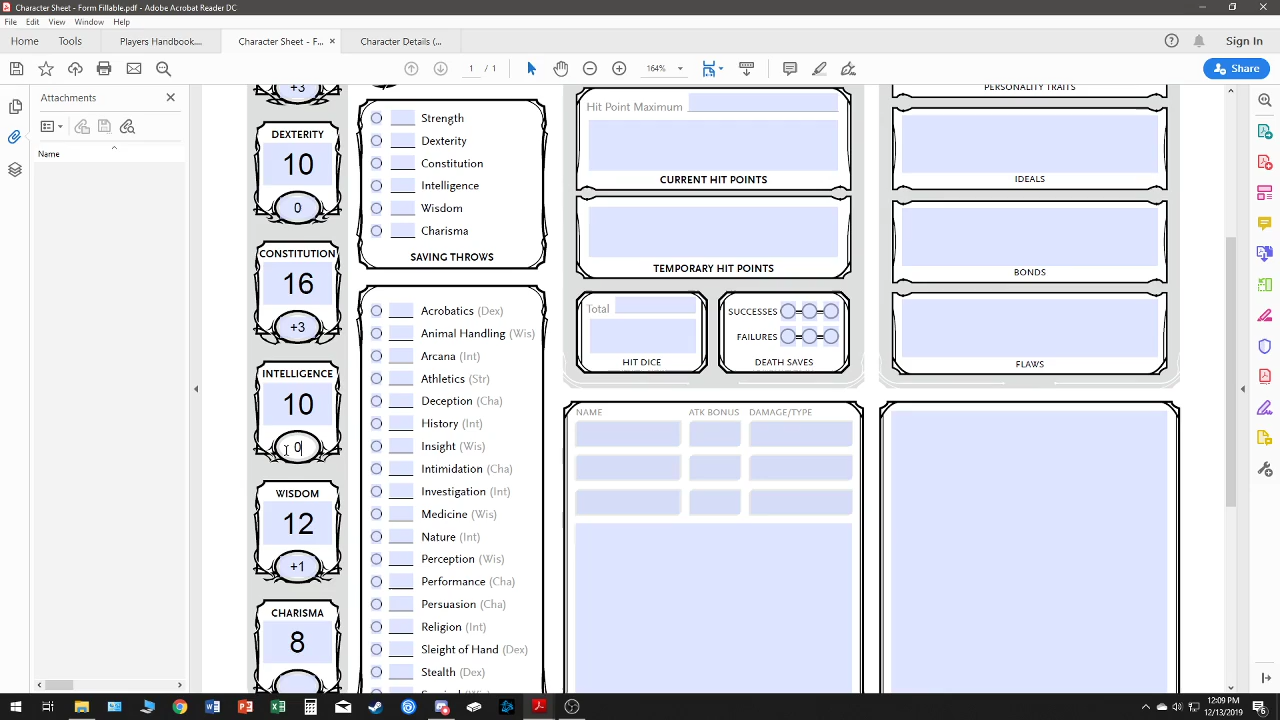 Character Sheet - Form Fillable.pdf - Adobe Acrobat Reader DC
File Edit View Window Help
Home Tools Players Handbook.... Character Sheet - F... × Character Details (...
1 / 1 164% Share
Sign In
Attachments
Name
+3
DEXTERITY
10
0
CONSTITUTION
16
+3
INTELLIGENCE
10
0
WISDOM
12
+1
CHARISMA
8
Strength
Dexterity
Constitution
Intelligence
Wisdom
Charisma
SAVING THROWS
Acrobatics (Dex)
Animal Handling (Wis)
Arcana (Int)
Athletics (Str)
Deception (Cha)
History (Int)
Insight (Wis)
Intimidation (Cha)
Investigation (Int)
Medicine (Wis)
Nature (Int)
Perception (Wis)
Performance (Cha)
Persuasion (Cha)
Religion (Int)
Sleight of Hand (Dex)
Stealth (Dex)
Hit Point Maximum
CURRENT HIT POINTS
TEMPORARY HIT POINTS
Total
HIT DICE
SUCCESSES
FAILURES
DEATH SAVES
NAME ATK BONUS DAMAGE/TYPE
PERSONALITY TRAITS
IDEALS
BONDS
FLAWS
12:09 PM
12/13/2019